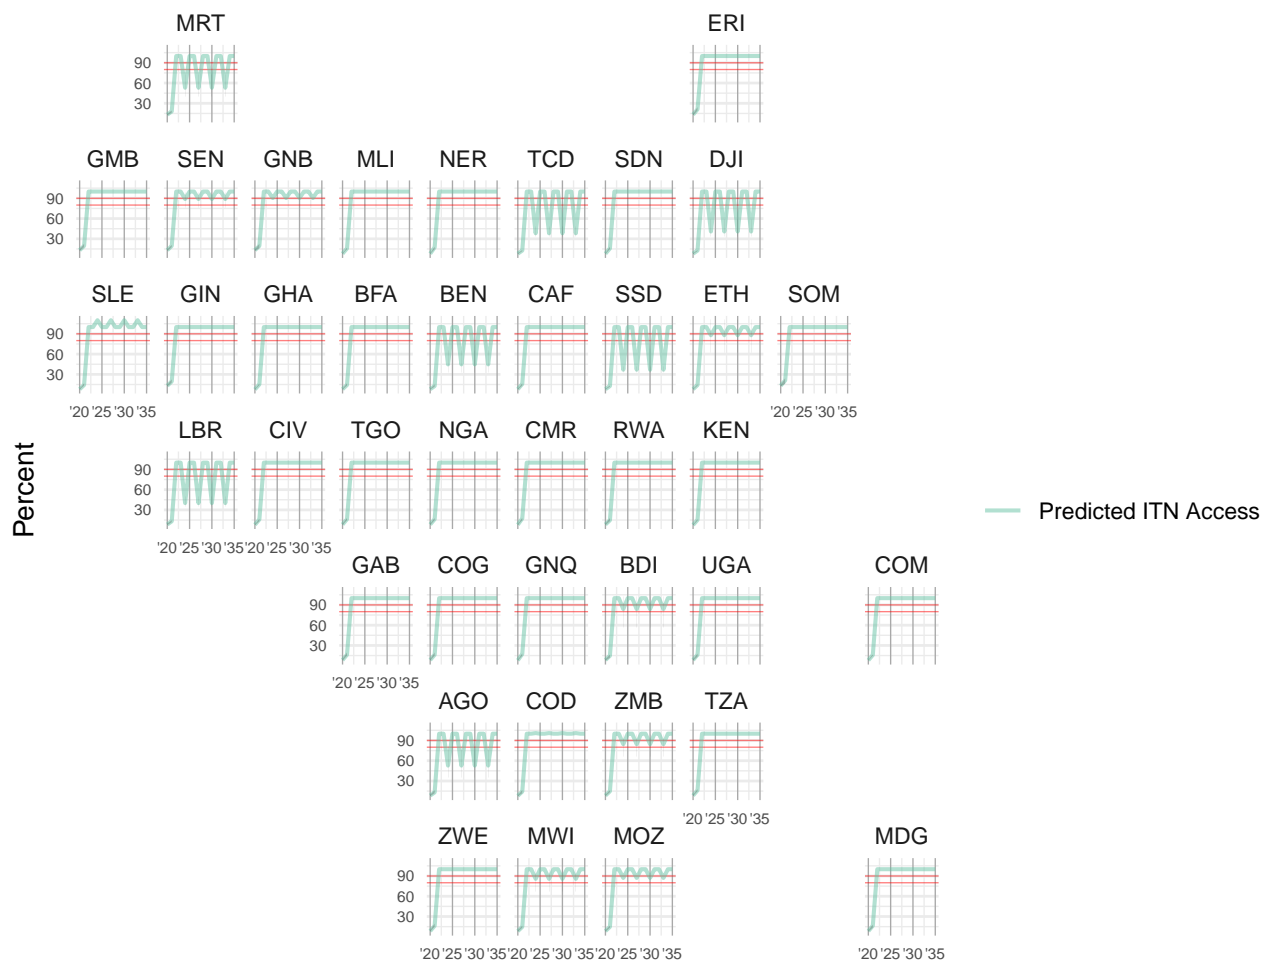 MRT ERI
90
60
30
GMB SEN GNB MLI NER TCD SDN DJI
90
60
30
SLE GIN GHA BFA BEN CAF SSD ETH SOM
90
60
30
'20 '25 '30 '35 '20 '25 '30 '35
LBR CIV TGO NGA CMR RWA KEN
90
60
30
Percent
Predicted ITN Access
'20 '25 '30 '35 '20 '25 '30 '35
GAB COG GNQ BDI UGA COM
90
60
30
'20 '25 '30 '35
AGO COD ZMB TZA
90
60
30
'20 '25 '30 '35
ZWE MWI MOZ MDG
90
60
30
'20 '25 '30 '35 '20 '25 '30 '35 '20 '25 '30 '35 '20 '25 '30 '35